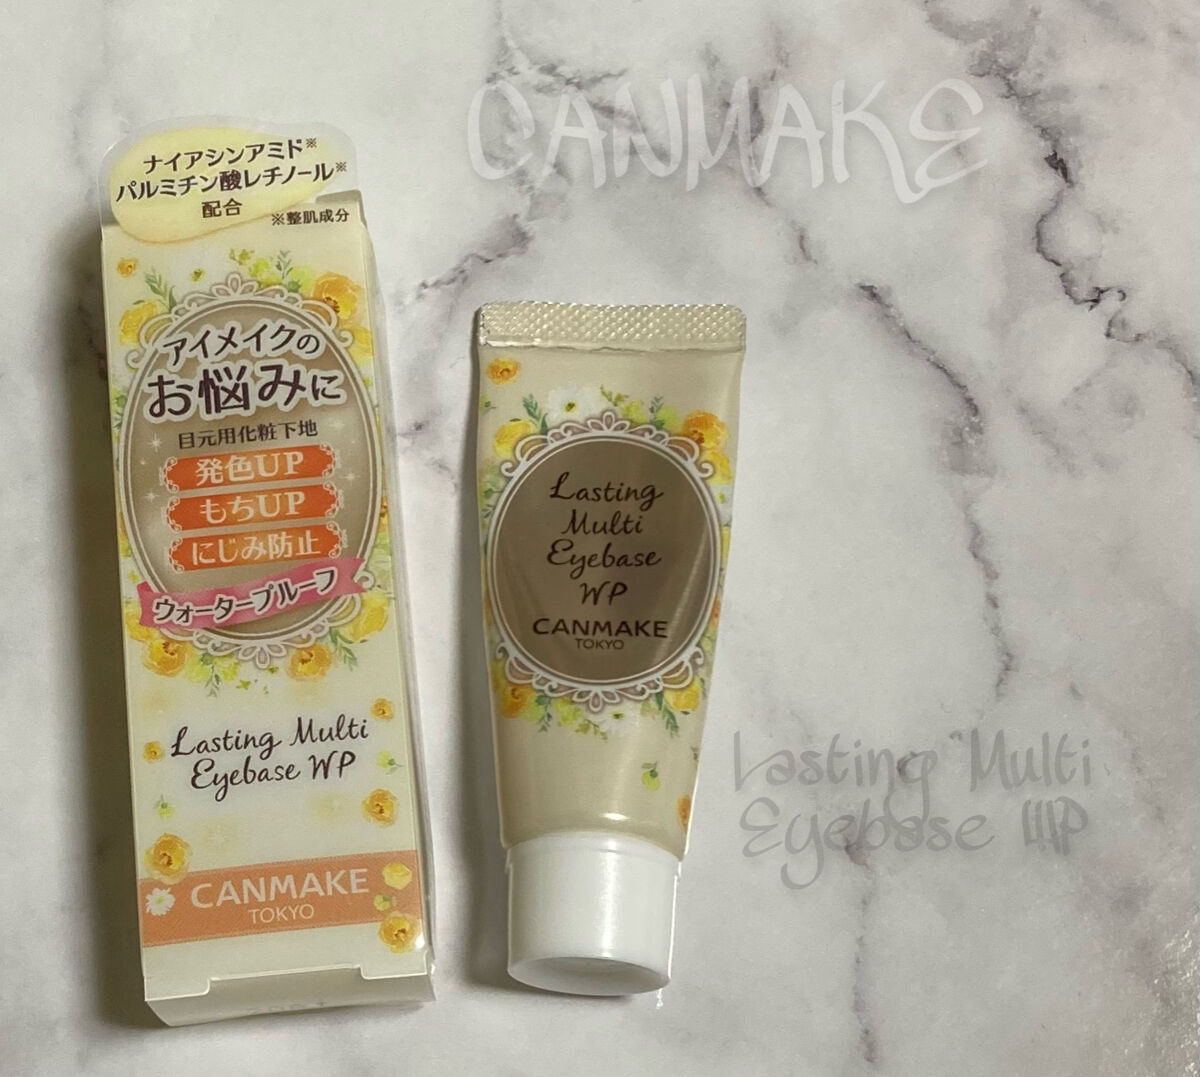 CANMAKE
ナイアシンアミド※
パルミチン酸レチノール※
配合
※整肌成分
アイメイクの
お悩みに
目元用化粧下地
発色UP
もちUP
にじみ防止
ウォータープルーフ
Lasting Multi
Eyebase WP
CANMAKE
TOKYO
Lasting
Multi
Eyebase
WP
CANMAKE
TOKYO
Lasting Multi
Eyebase WP